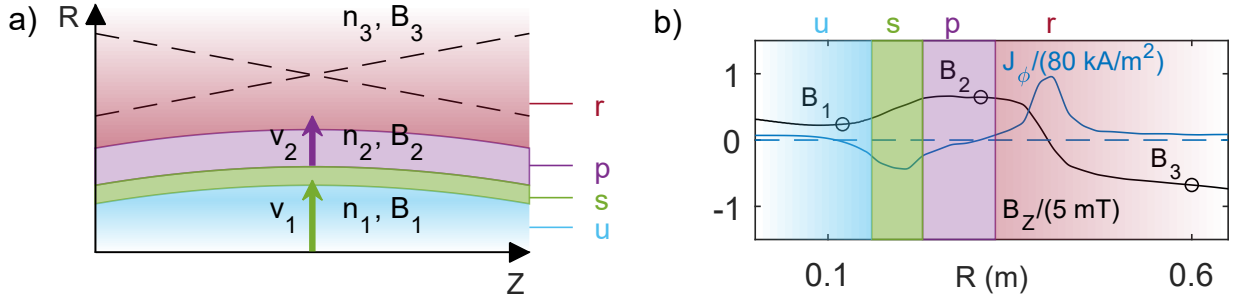 a)
R
n3, B3
r
v2
n2, B2
p
s
v1
n1, B1
u
Z
b)
u s p r
1
0
-1
B1
B2
Jϕ/(80 kA/m²)
B3
BZ/(5 mT)
0.1
R (m)
0.6